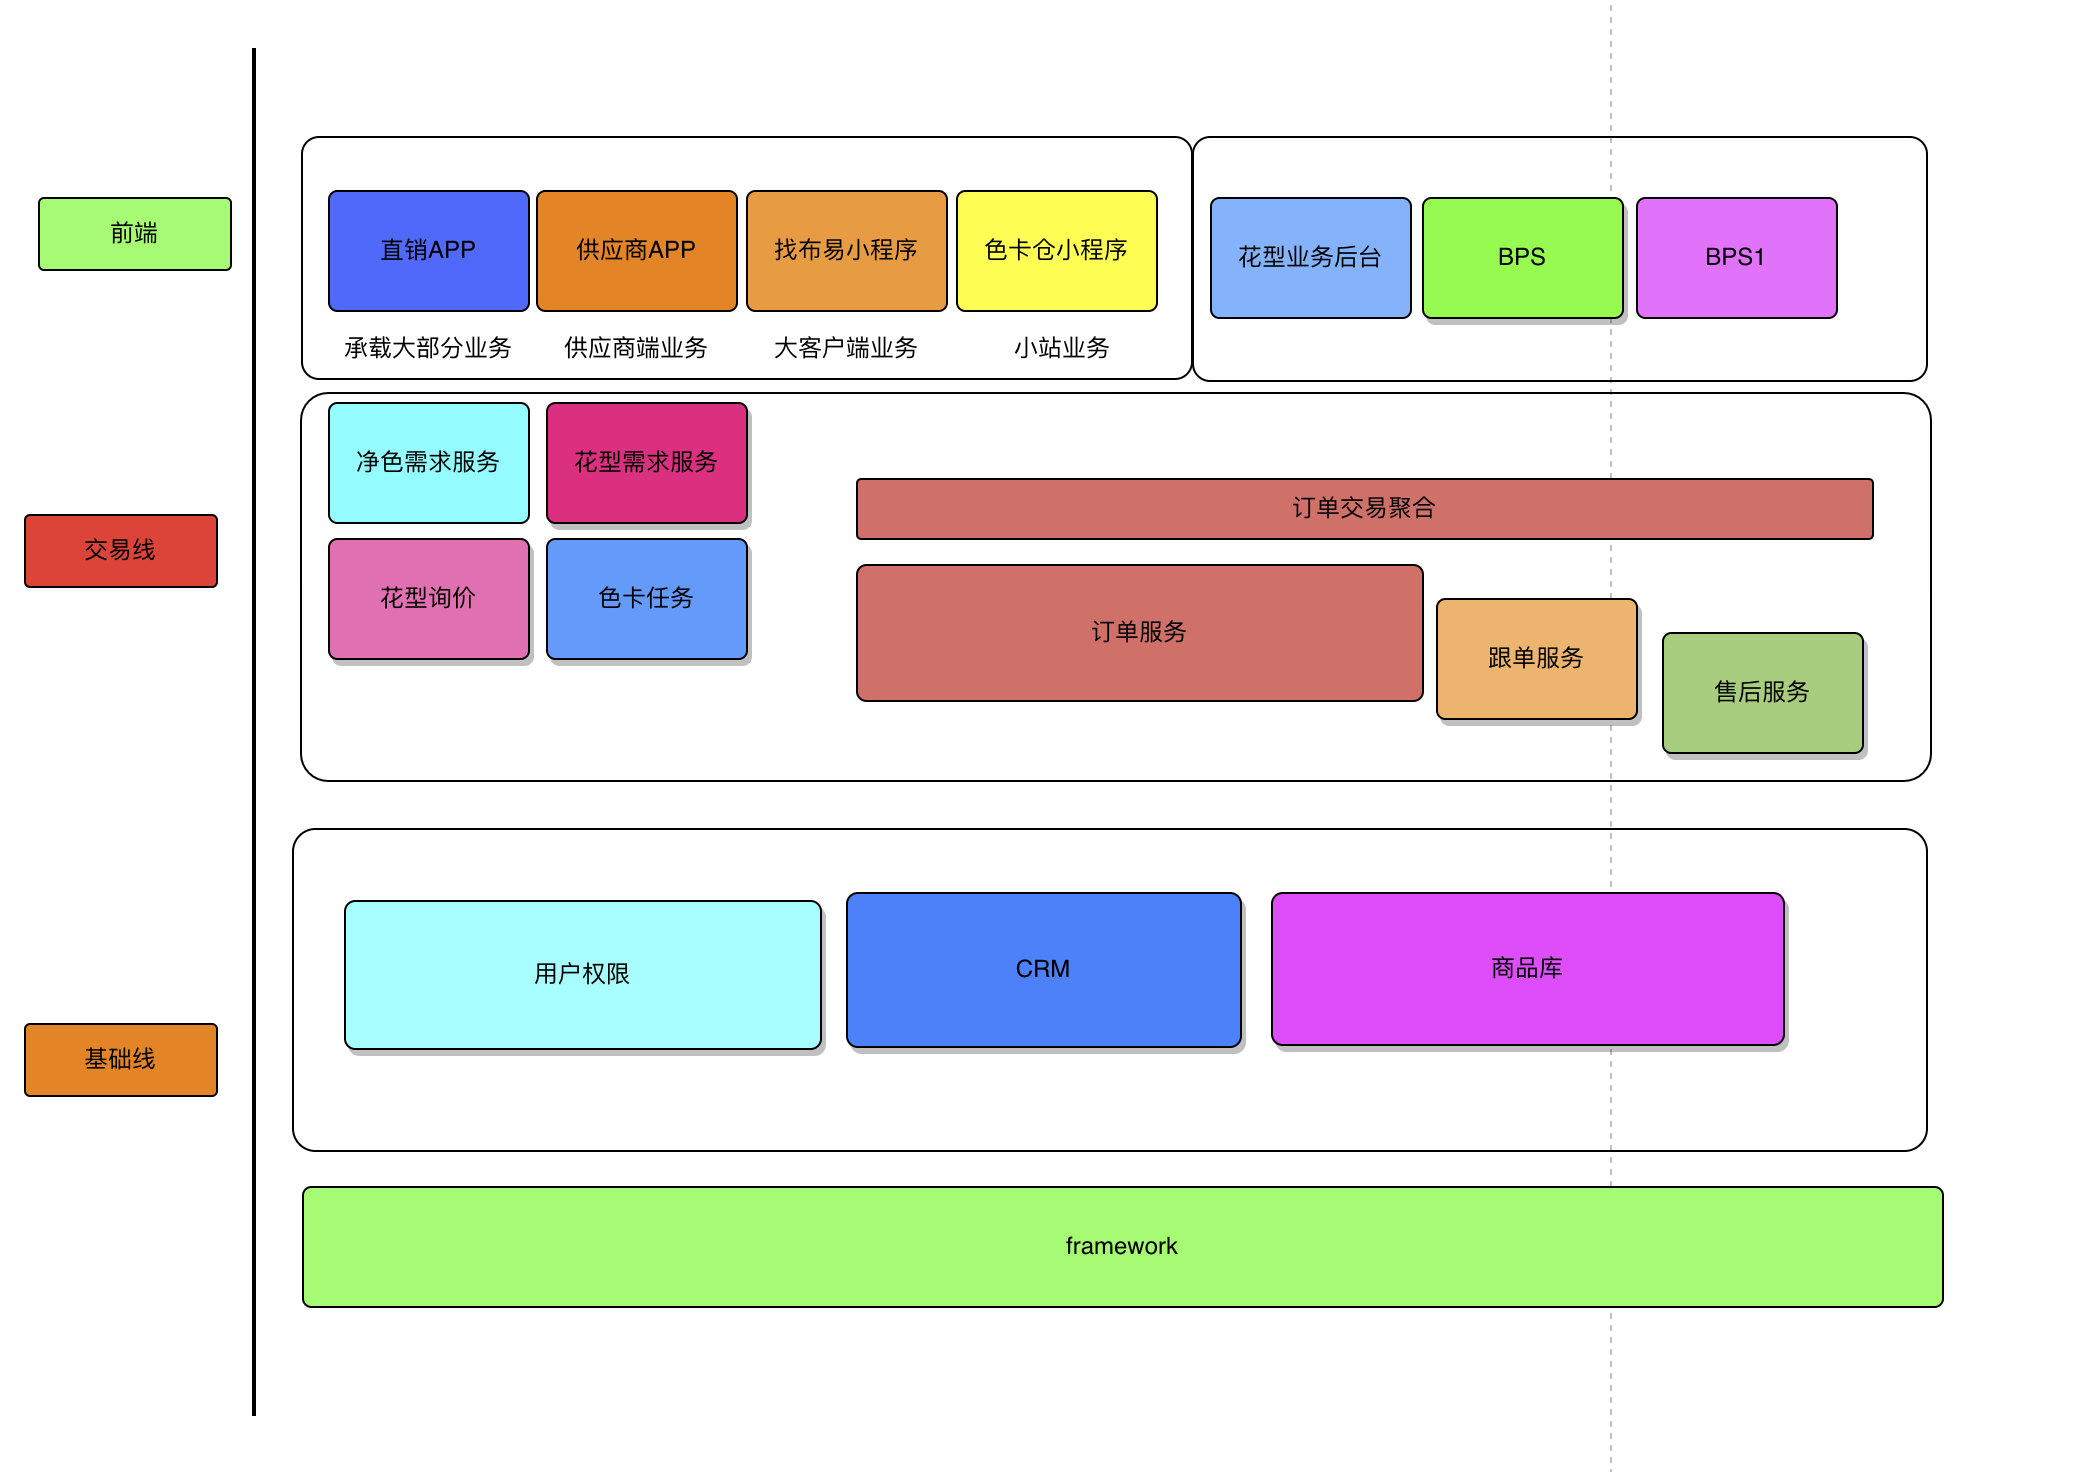 前端
直销APP
供应商APP
找布易小程序
色卡仓小程序
承载大部分业务
供应商端业务
大客户端业务
小站业务
花型业务后台
BPS
BPS1
交易线
净色需求服务
花型需求服务
花型询价
色卡任务
订单交易聚合
订单服务
跟单服务
售后服务
基础线
用户权限
CRM
商品库
framework